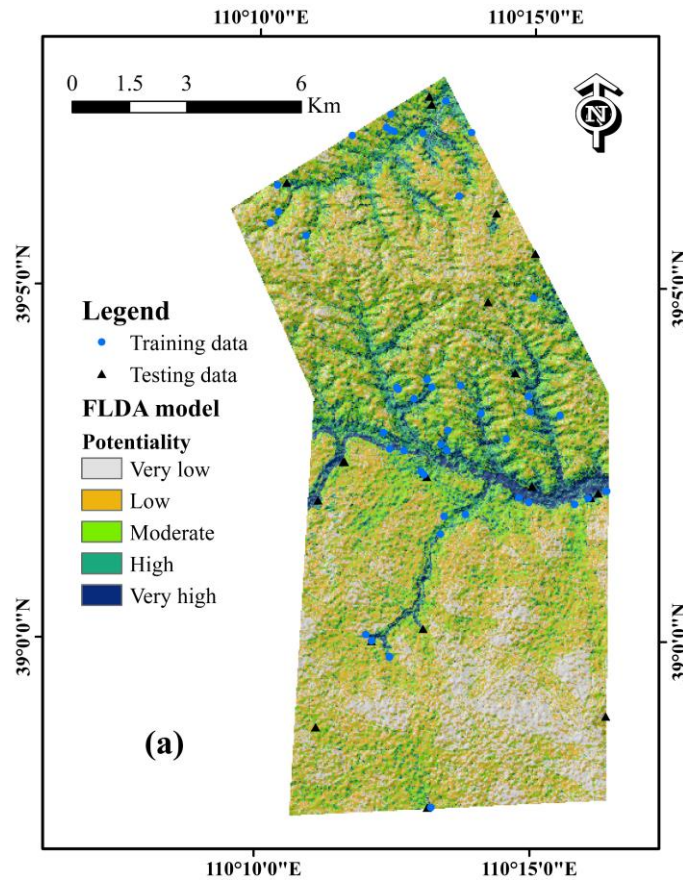 110°10'0"E 110°15'0"E
0 1.5 3 6
Km
N
39°5'0"N 39°5'0"N
Legend
Training data
Testing data
FLDA model
Potentiality
Very low
Low
Moderate
High
Very high
39°0'0"N 39°0'0"N
(a)
110°10'0"E 110°15'0"E